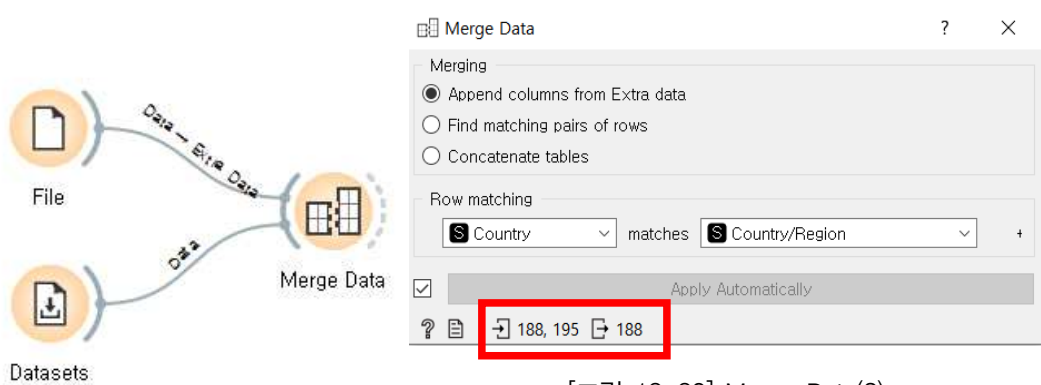 Merge Data
?
Merging
Append columns from Extra data
Find matching pairs of rows
Concatenate tables
Row matching
S Country matches S Country/Region +
Apply Automatically
? 188, 195 188
Data → Extra Data
File
Data
Merge Data
Datasets